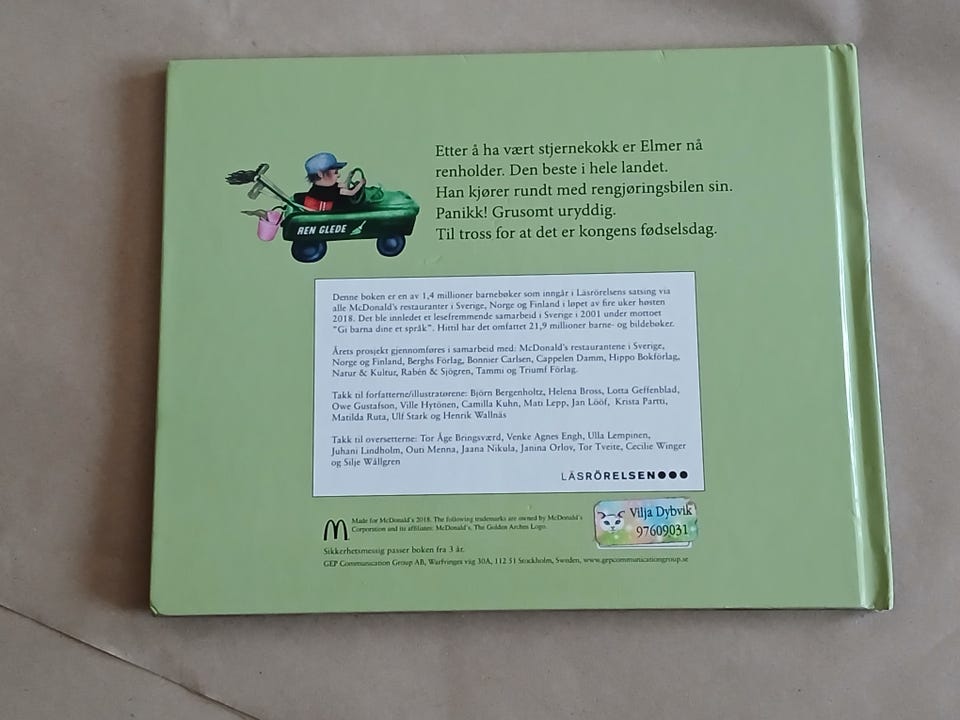 Etter å ha vært stjernekokk er Elmer nå
renholder. Den beste i hele landet.
Han kjører rundt med rengjøringsbilen sin.
Panikk! Grusomt uryddig.
Til tross for at det er kongens fødselsdag.
REN GLEDE
Denne boken er en av 1,4 millioner barnebøker som inngår i Läsrörelsens satsing via
alle McDonald's restauranter i Sverige, Norge og Finland i løpet av fire uker høsten
2018. Det ble innledet et lesefremmende samarbeid i Sverige i 2001 under mottoet
"Gi barna dine et språk". Hittil har det omfattet 21,9 millioner barne- og bildebøker.
Årets prosjekt gjennomføres i samarbeid med: McDonald's restaurantene i Sverige,
Norge og Finland, Berghs Förlag, Bonnier Carlsen, Cappelen Damm, Hippo Bokförlag,
Natur & Kultur, Rabén & Sjögren, Tammi og Triumf Förlag.
Takk til forfatterne/illustratørene: Björn Bergenholtz, Helena Bross, Lotta Geffenblad,
Owe Gustafson, Ville Hytönen, Camilla Kuhn, Mati Lepp, Jan Lööf, Krista Partti,
Matilda Ruta, Ulf Stark og Henrik Wallnäs
Takk til oversetterne: Tor Åge Bringsværd, Venke Agnes Engh, Ulla Lempinen,
Juhani Lindholm, Outi Menna, Jaana Nikula, Janina Orlov, Tor Tveite, Cecilie Winger
og Silje Wållgren
LÄSRÖRELSEN
Made for McDonald's 2018. The following trademarks are owned by McDonald's
Corporation and its affiliates: McDonald's, The Golden Arches Logo.
Vilja Dybvik
97609031
Sikkerhetsmessig passer boken fra 3 år.
GEP Communication Group AB, Warfvinges väg 30A, 112 51 Stockholm, Sweden, www.gepcommunicationgroup.se